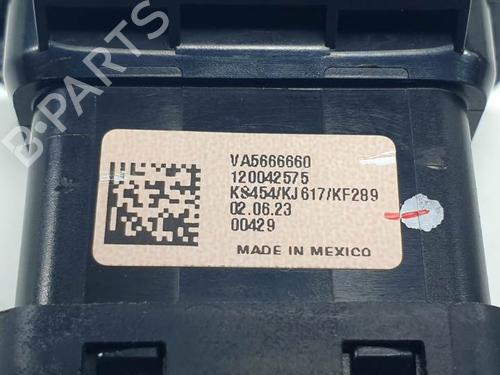 B-PARTS
VA5666660
120042575
KS454/KJ617/KF289
02.06.23
00429
MADE IN MEXICO